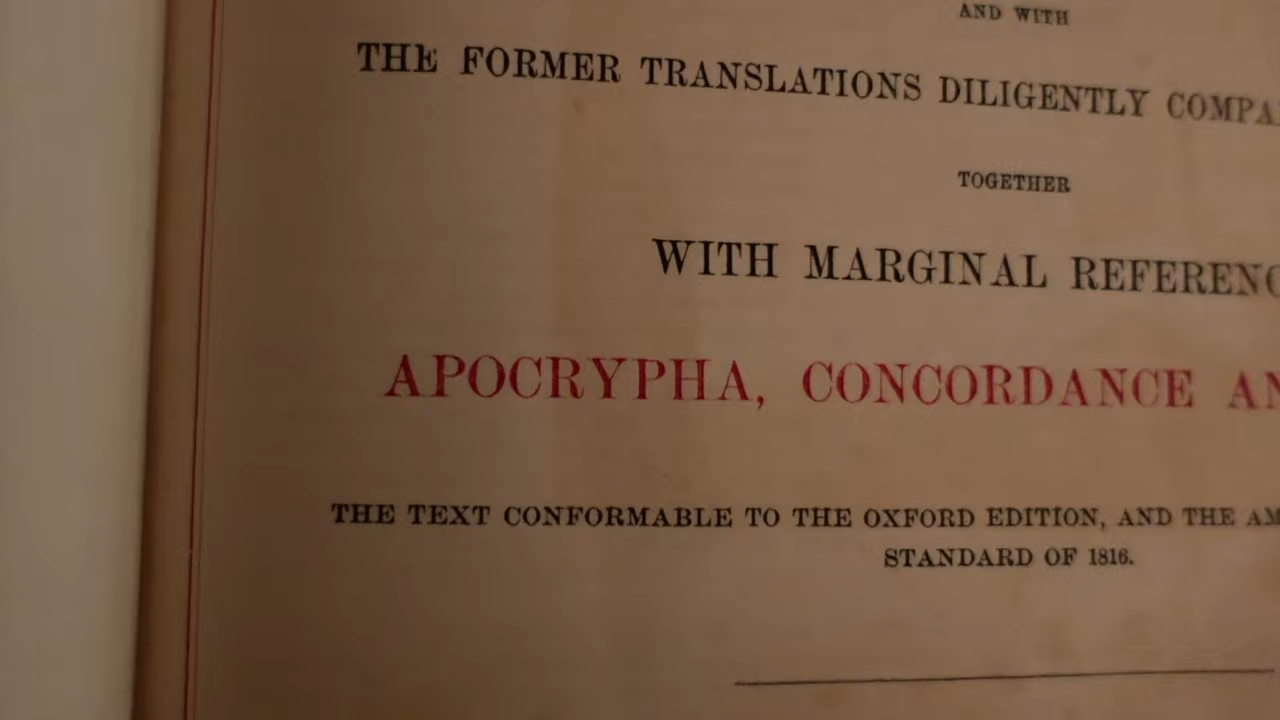 AND WITH
THE FORMER TRANSLATIONS DILIGENTLY
TOGETHER
WITH MARGINAL
APOCRYPHA, CONCORDANCE
THE TEXT CONFORMABLE TO THE OXFORD EDITION, AND THE
STANDARD OF 1816.